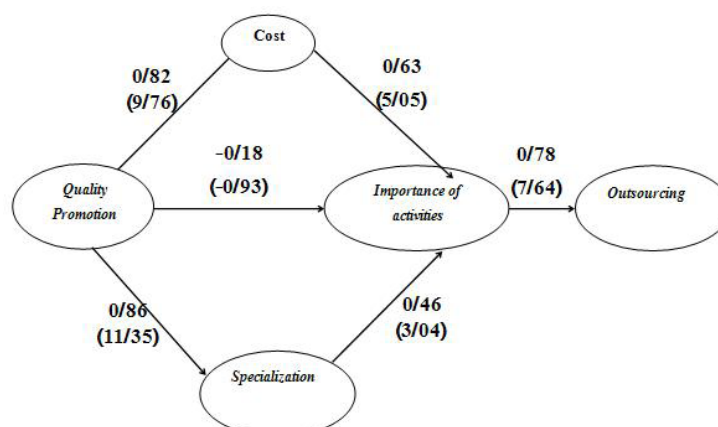 Cost
0/82
(9/76)
0/63
(5/05)
-0/18
(-0/93)
0/78
(7/64)
Quality
Promotion
Importance of
activities
Outsourcing
0/86
(11/35)
0/46
(3/04)
Specialization